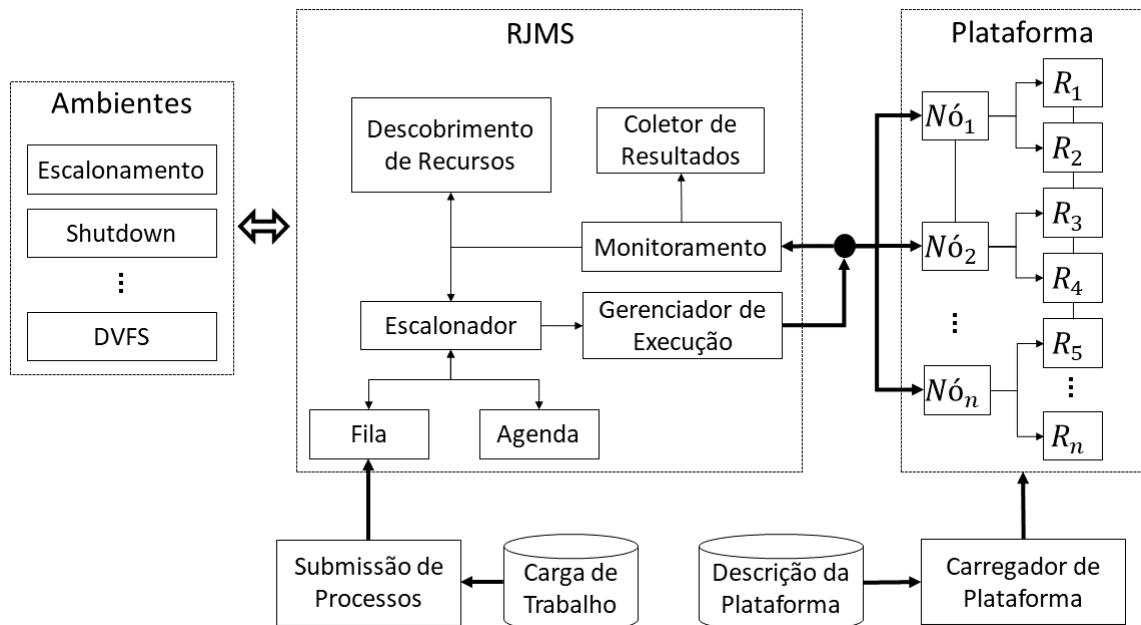 RJMS
Plataforma
Ambientes
Escalonamento
Shutdown
⋮
DVFS
Descobrimento
de Recursos
Coletor de
Resultados
Monitoramento
Escalonador
Gerenciador de
Execução
Fila
Agenda
Nó₁
Nó₂
⋮
Nóₙ
R₁
R₂
R₃
R₄
R₅
⋮
Rₙ
Submissão de
Processos
Carga de
Trabalho
Descrição da
Plataforma
Carregador de
Plataforma